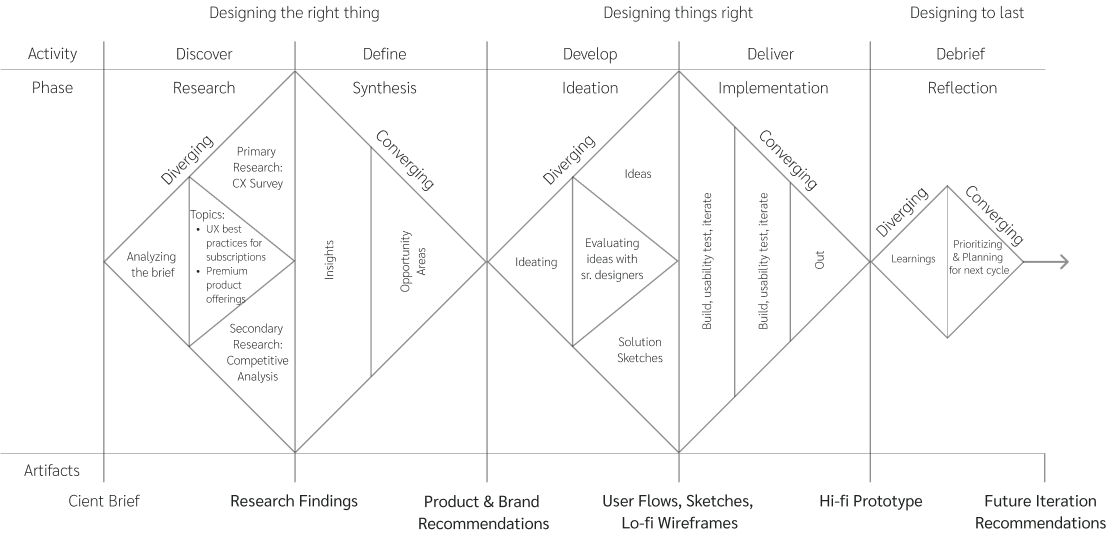 Designing the right thing
Designing things right
Designing to last
Activity
Discover
Define
Develop
Deliver
Debrief
Phase
Research
Synthesis
Ideation
Implementation
Reflection
Diverging
Primary
Research:
CX Survey
Analyzing
the brief
Topics:
• UX best
practices for
subscriptions
• Premium
product
offerings
Secondary
Research:
Competitive
Analysis
Converging
Insights
Opportunity
Areas
Diverging
Ideas
Ideating
Evaluating
ideas with
sr. designers
Solution
Sketches
Converging
Build, usability test, iterate
Build, usability test, iterate
Out
Diverging
Converging
Learnings
Prioritizing
& Planning
for next cycle
Artifacts
Cient Brief
Research Findings
Product & Brand
Recommendations
User Flows, Sketches,
Lo-fi Wireframes
Hi-fi Prototype
Future Iteration
Recommendations